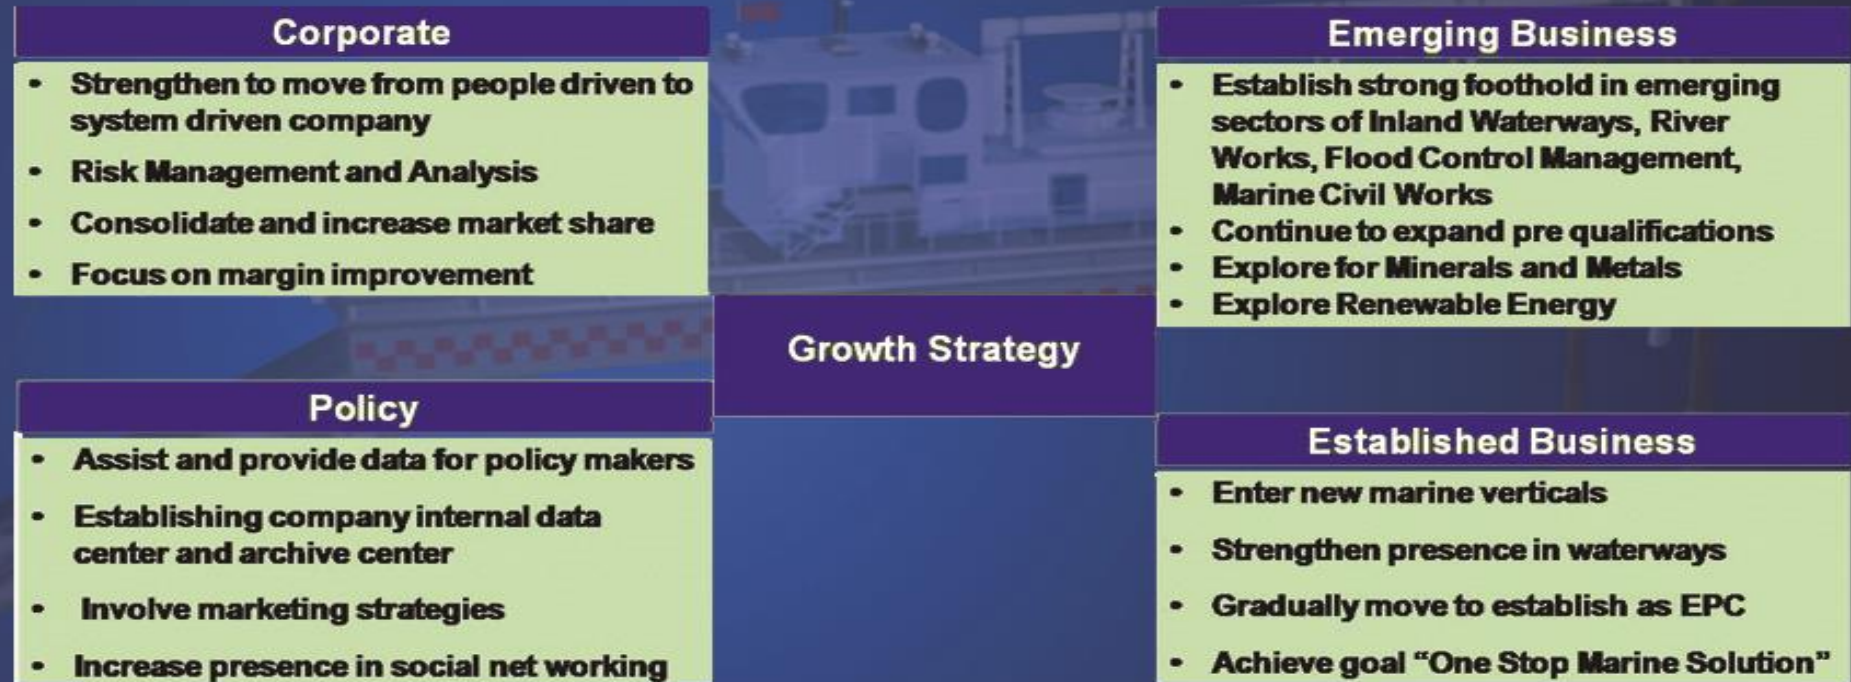 Corporate
• Strengthen to move from people driven to
system driven company
• Risk Management and Analysis
• Consolidate and increase market share
• Focus on margin improvement
Emerging Business
• Establish strong foothold in emerging
sectors of Inland Waterways, River
Works, Flood Control Management,
Marine Civil Works
• Continue to expand pre qualifications
• Explore for Minerals and Metals
• Explore Renewable Energy
Growth Strategy
Policy
• Assist and provide data for policy makers
• Establishing company internal data
center and archive center
• Involve marketing strategies
• Increase presence in social net working
Established Business
• Enter new marine verticals
• Strengthen presence in waterways
• Gradually move to establish as EPC
• Achieve goal “One Stop Marine Solution”